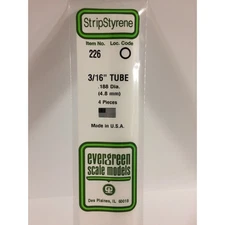 StripStyrene
Item No. Loc. Code
226
3/16" TUBE
188 Dia.
(4.8 mm)
4 Pieces
Made in U.S.A.
evergreen
scale models
Des Plaines, IL 60018